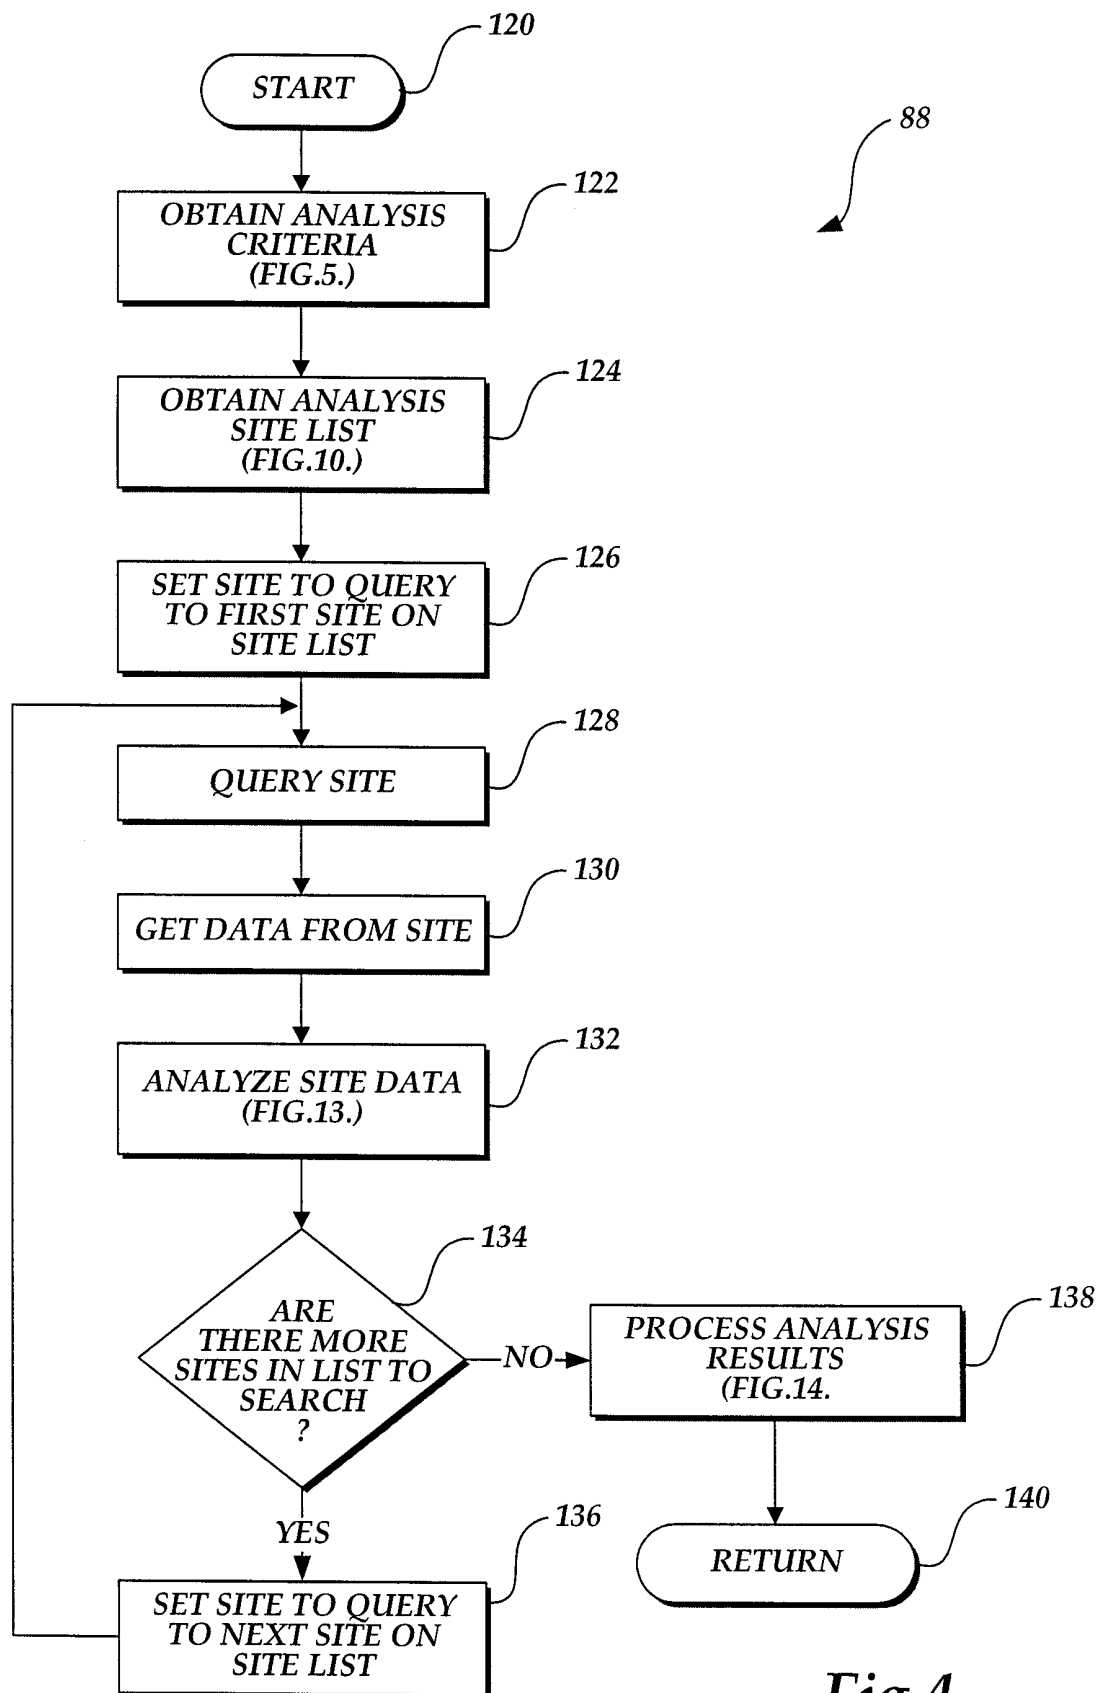 120
START
88
122
OBTAIN ANALYSIS
CRITERIA
(FIG.5.)
124
OBTAIN ANALYSIS
SITE LIST
(FIG.10.)
126
SET SITE TO QUERY
TO FIRST SITE ON
SITE LIST
128
QUERY SITE
130
GET DATA FROM SITE
132
ANALYZE SITE DATA
(FIG.13.)
134
ARE
THERE MORE
SITES IN LIST TO
SEARCH
?
NO
138
PROCESS ANALYSIS
RESULTS
(FIG.14.
YES
136
140
RETURN
SET SITE TO QUERY
TO NEXT SITE ON
SITE LIST
Fig.4.